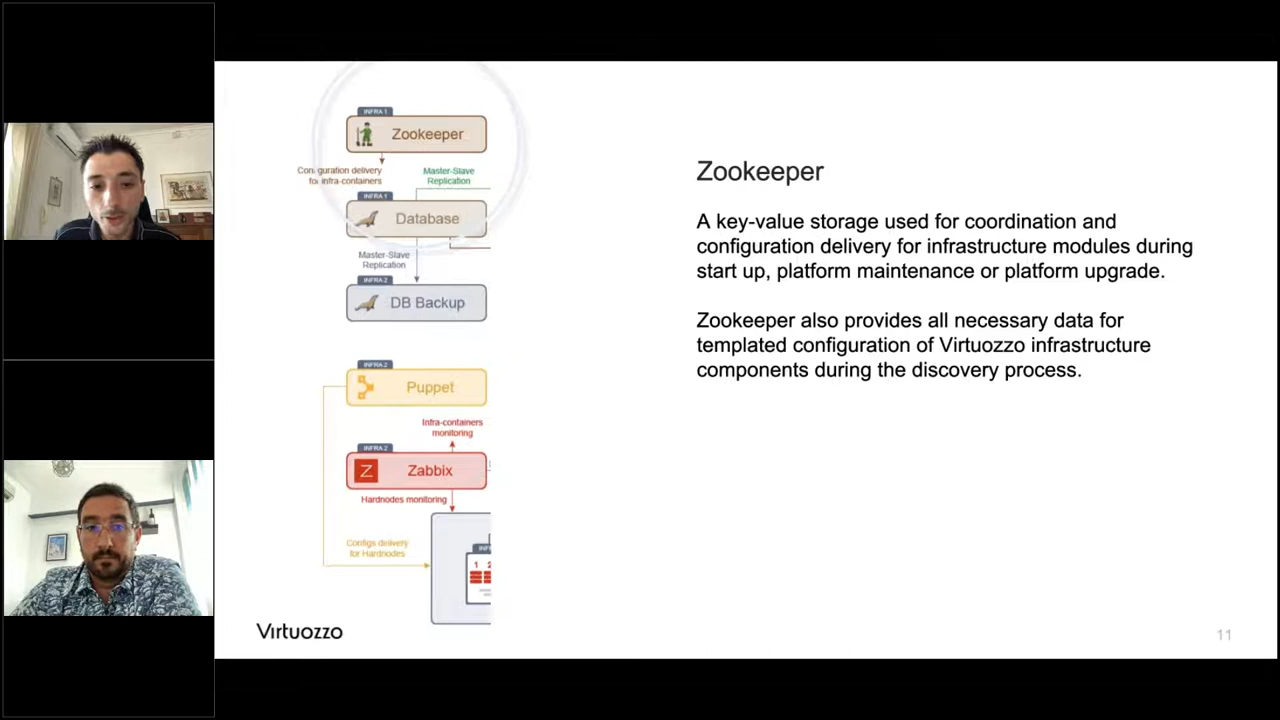 INFRA 1
Zookeeper
Configuration delivery
for infra-containers
Master-Slave
Replication
INFRA 1
Database
Master-Slave
Replication
INFRA 2
DB Backup
INFRA 2
Puppet
Infra-containers
monitoring
INFRA 2
Zabbix
Hardnodes monitoring
Configs delivery
for Hardnodes
1 2
Virtuozzo
Zookeeper
A key-value storage used for coordination and
configuration delivery for infrastructure modules during
start up, platform maintenance or platform upgrade.
Zookeeper also provides all necessary data for
templated configuration of Virtuozzo infrastructure
components during the discovery process.
11